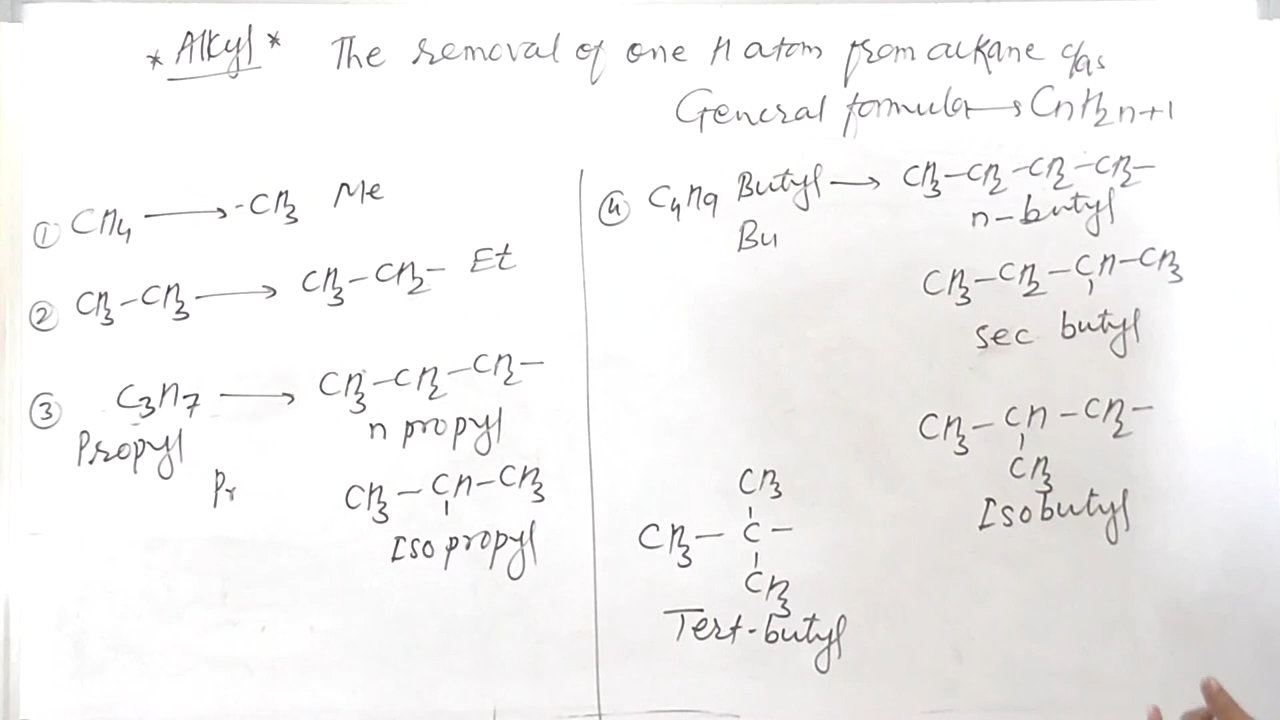 * Alkyl * The removal of one H atom from alkane gas
General formula → CnH2n+1
① CH4 → -CH3 Me
② CH3-CH3 → CH3-CH2- Et
③ C3H7 → CH3-CH2-CH2-
Propyl
n propyl
Pr
CH3-CH-CH3
Iso propyl
④ C4H9 Butyl → CH3-CH2-CH2-CH2-
Bu
n-butyl
CH3-CH2-CH-CH3
sec butyl
CH3-CH-CH2-
CH3
Isobutyl
CH3
CH3-C-
CH3
Tert-butyl